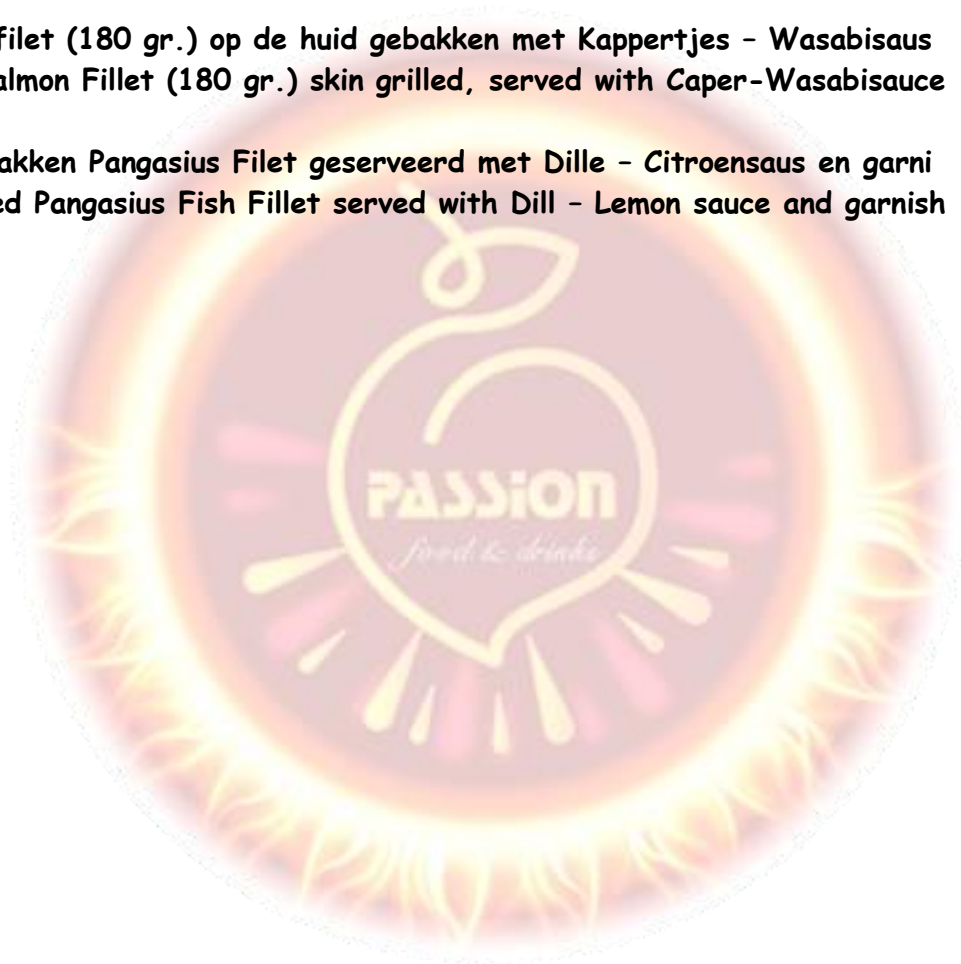 filet (180 gr.) op de huid gebakken met Kappertjes – Wasabisaus
almon Fillet (180 gr.) skin grilled, served with Caper-Wasabisauce
akken Pangasius Filet geserveerd met Dille – Citroensaus en garni
ed Pangasius Fish Fillet served with Dill – Lemon sauce and garnish
PASSION
food & drinks